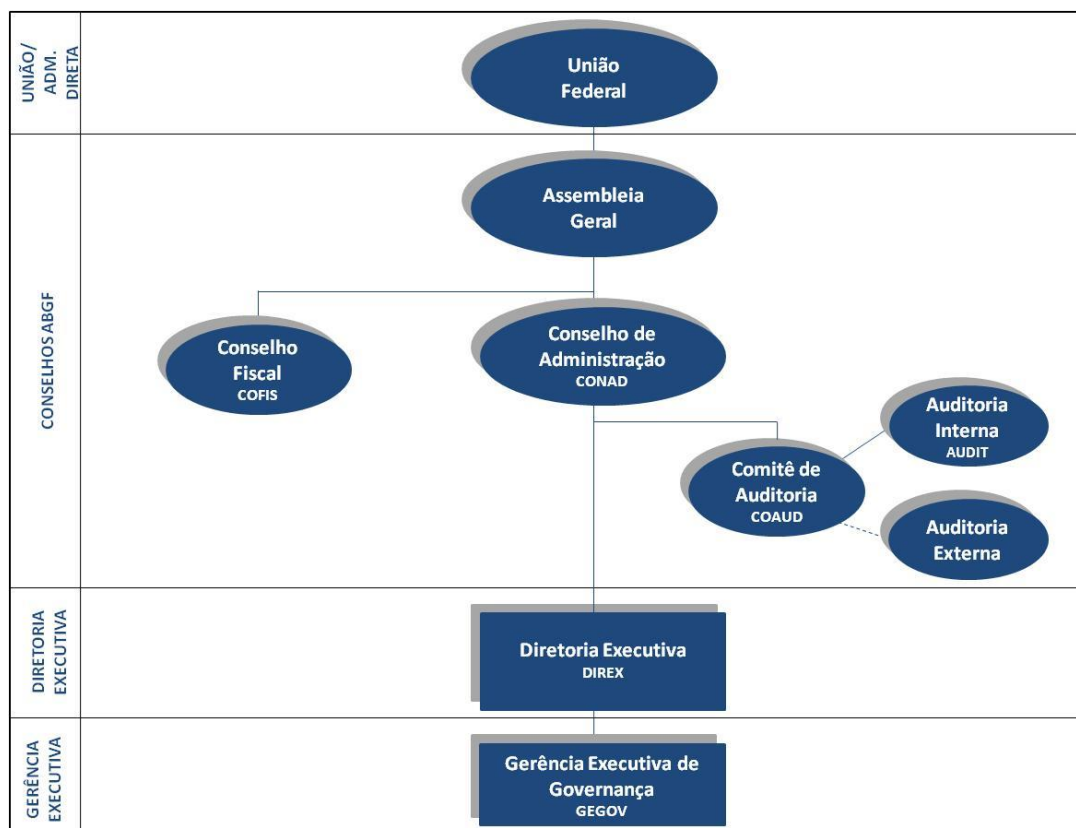 UNIÃO/
ADM.
DIRETA
União
Federal
CONSELHOS ABGF
Assembleia
Geral
Conselho
Fiscal
COFIS
Conselho de
Administração
CONAD
Comitê de
Auditoria
COAUD
Auditoria
Interna
AUDIT
Auditoria
Externa
DIRETORIA
EXECUTIVA
Diretoria Executiva
DIREX
GERÊNCIA
EXECUTIVA
Gerência Executiva de
Governança
GEGOV